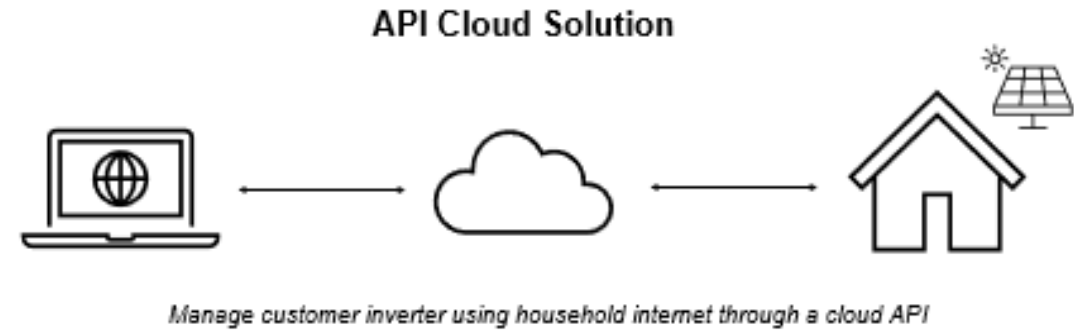 API Cloud Solution
Manage customer inverter using household internet through a cloud API